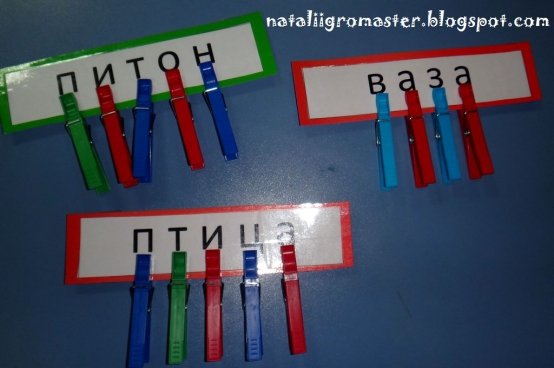 nataliigromaster.blogspot.com
питон
ваза
птица